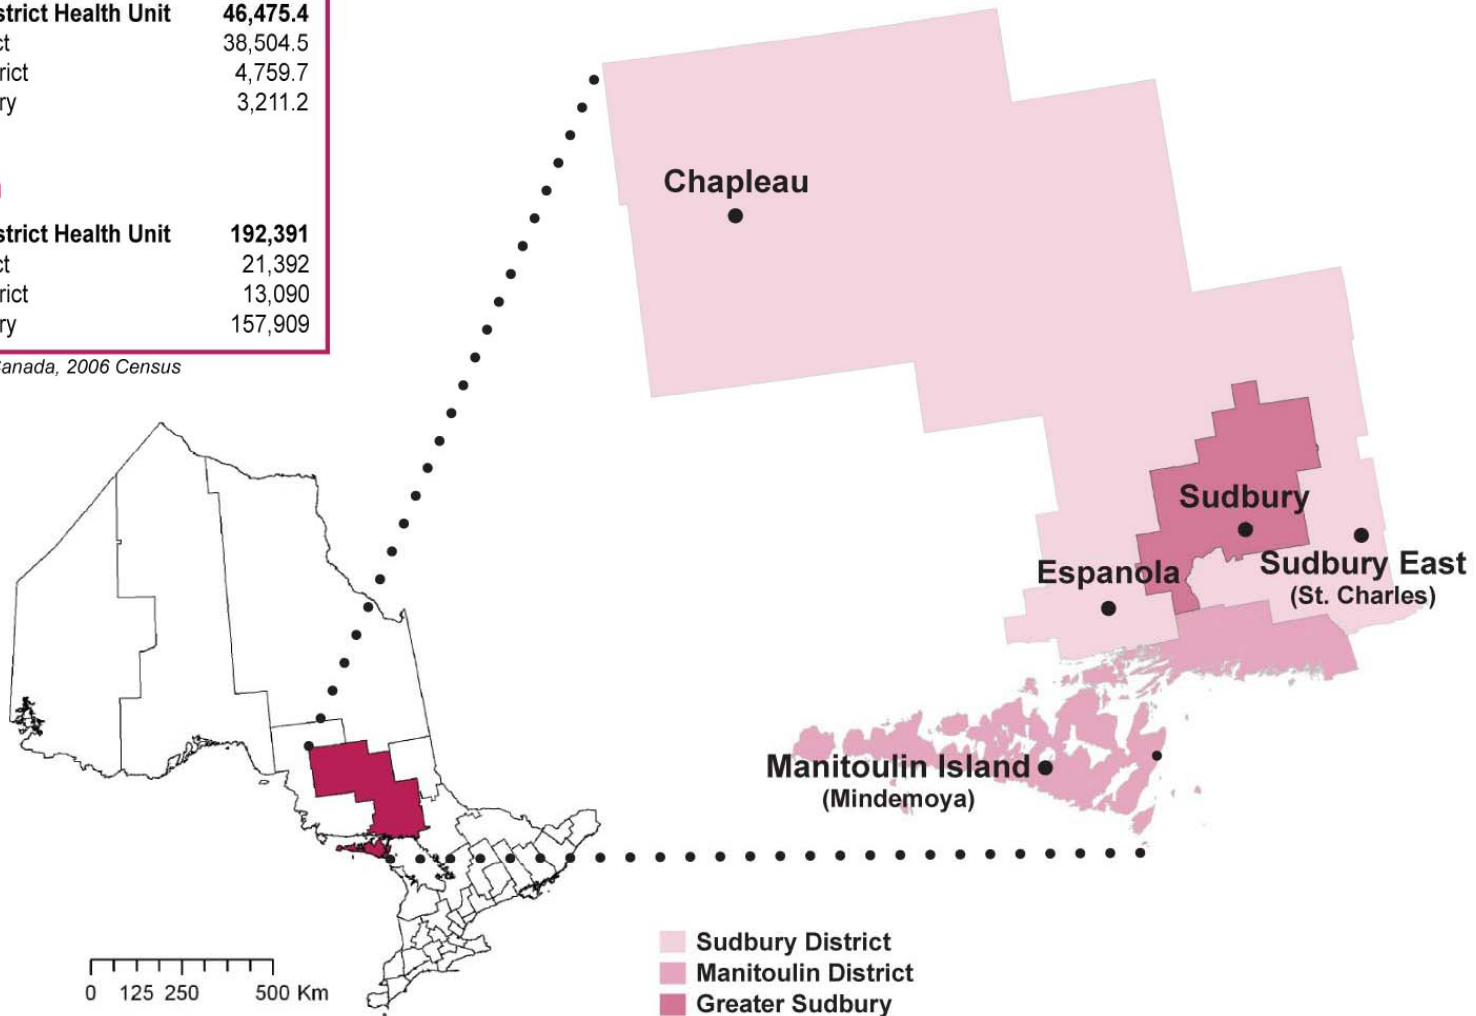 strict Health Unit 46,475.4
ct 38,504.5
rict 4,759.7
ry 3,211.2
strict Health Unit 192,391
ct 21,392
rict 13,090
ry 157,909
Canada, 2006 Census
Chapleau
Sudbury
Espanola
Sudbury East
(St. Charles)
Manitoulin Island
(Mindemoya)
0 125 250 500 Km
Sudbury District
Manitoulin District
Greater Sudbury